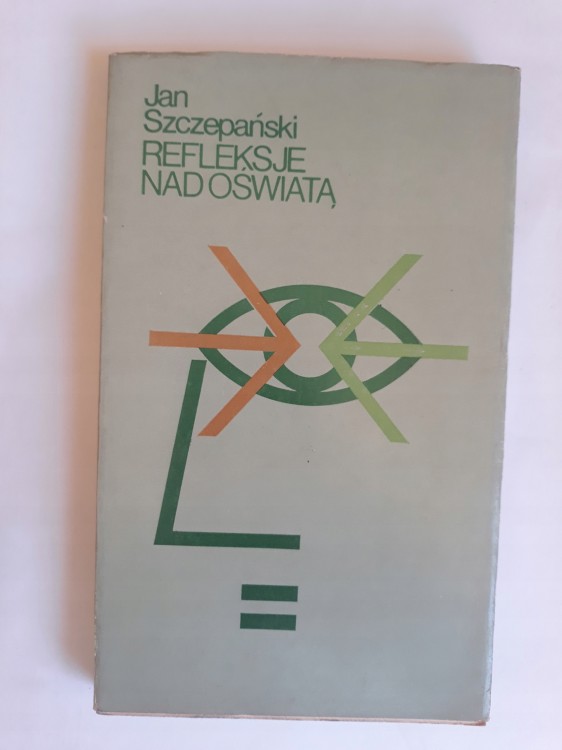 Jan
Szczepański
REFLEKSJE
NAD OŚWIATĄ